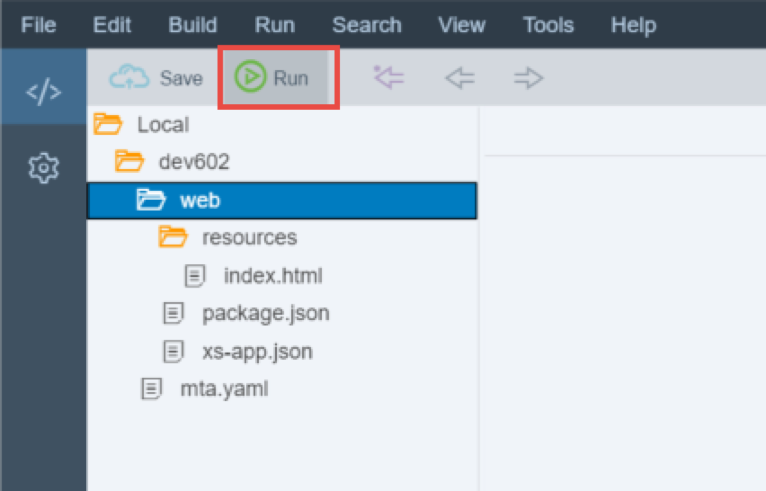 File Edit Build Run Search View Tools Help
</> Save Run
Local
dev602
web
resources
index.html
package.json
xs-app.json
mta.yaml